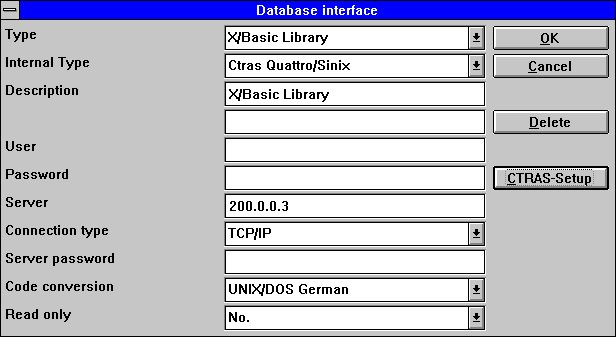 Database interface
Type X/Basic Library OK
Internal Type Ctras Quattro/Sinix Cancel
Description X/Basic Library
Delete
User
Password CTRAS-Setup
Server 200.0.0.3
Connection type TCP/IP
Server password
Code conversion UNIX/DOS German
Read only No.